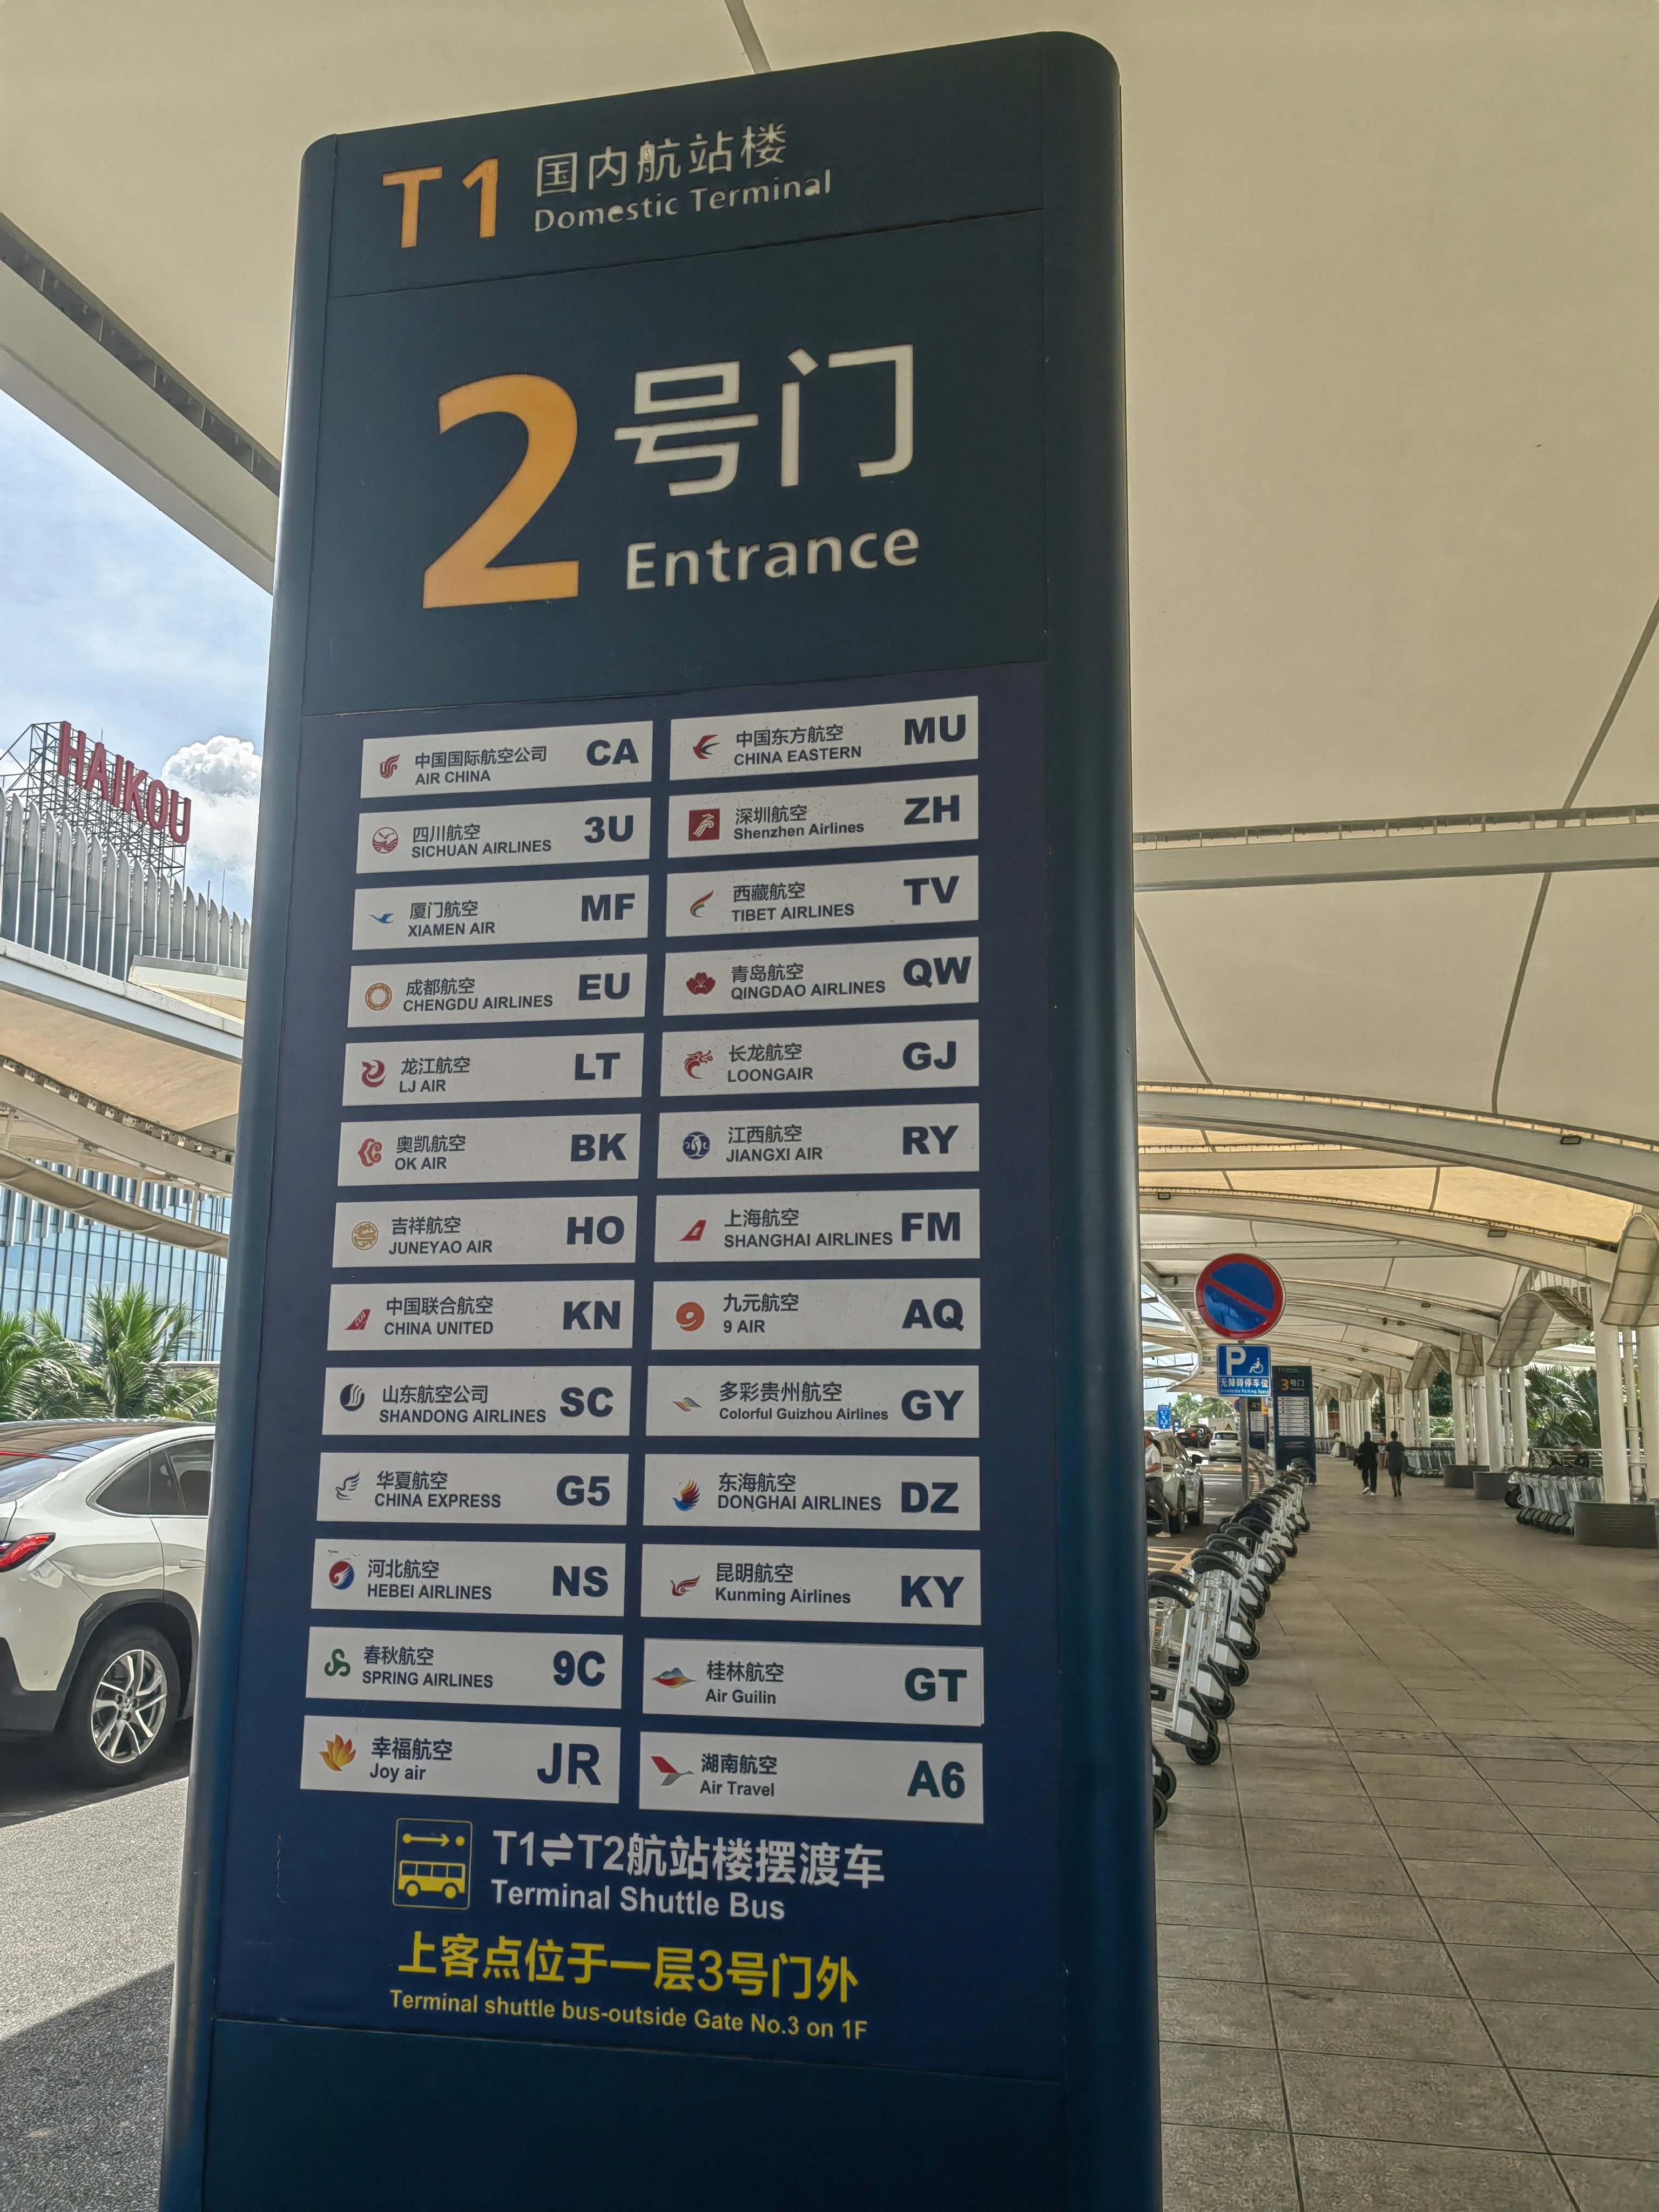 T1 国内航站楼
Domestic Terminal
2号门
Entrance
中国国际航空公司 CA
AIR CHINA
中国东方航空 MU
CHINA EASTERN
四川航空 3U
SICHUAN AIRLINES
深圳航空 ZH
Shenzhen Airlines
厦门航空 MF
XIAMEN AIR
西藏航空 TV
TIBET AIRLINES
成都航空 EU
CHENGDU AIRLINES
青岛航空 QW
QINGDAO AIRLINES
龙江航空 LT
LJ AIR
长龙航空 GJ
LOONGAIR
奥凯航空 BK
OK AIR
江西航空 RY
JIANGXI AIR
吉祥航空 HO
JUNEYAO AIR
上海航空 FM
SHANGHAI AIRLINES
中国联合航空 KN
CHINA UNITED
九元航空 AQ
9 AIR
山东航空公司 SC
SHANDONG AIRLINES
多彩贵州航空 GY
Colorful Guizhou Airlines
华夏航空 G5
CHINA EXPRESS
东海航空 DZ
DONGHAI AIRLINES
河北航空 NS
HEBEI AIRLINES
昆明航空 KY
Kunming Airlines
春秋航空 9C
SPRING AIRLINES
桂林航空 GT
Air Guilin
幸福航空 JR
Joy air
湖南航空 A6
Air Travel
T1⇌T2航站楼摆渡车
Terminal Shuttle Bus
上客点位于一层3号门外
Terminal shuttle bus-outside Gate No.3 on 1F
HAIKOU
P
无障碍停车位
3号门